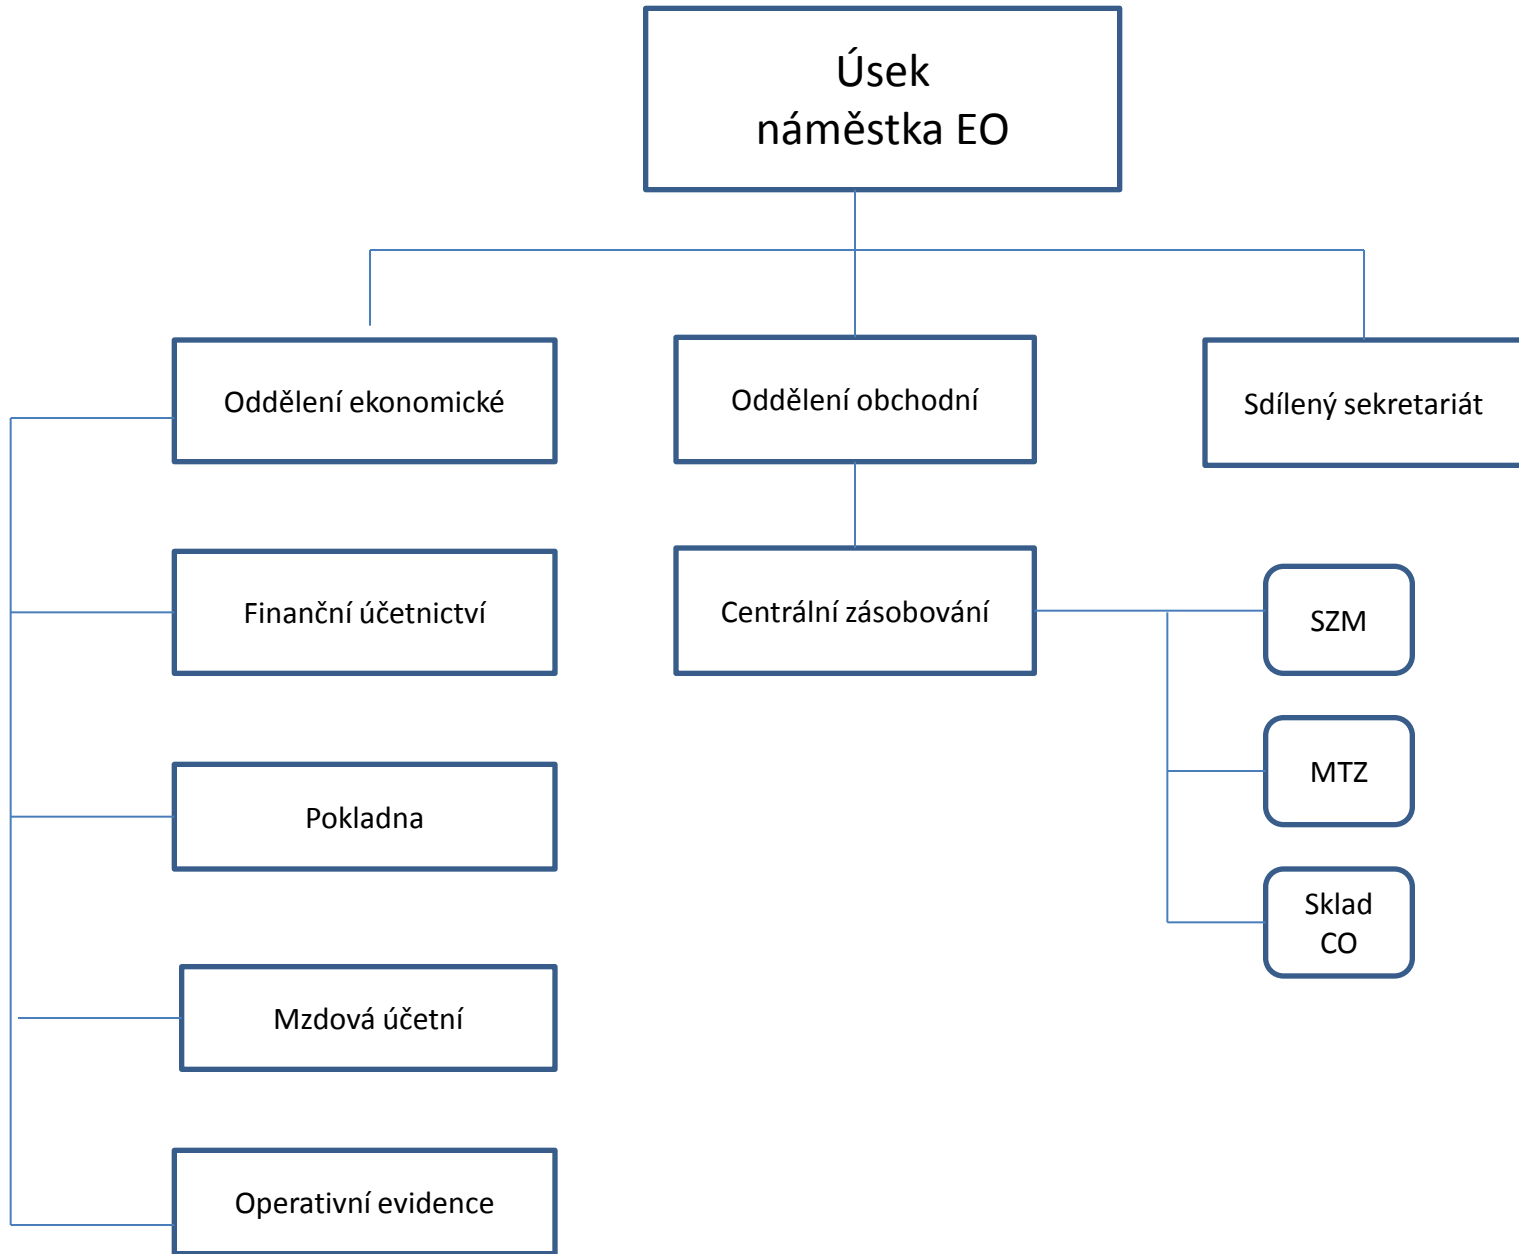 Úsek
náměstka EO
Oddělení ekonomické
Oddělení obchodní
Sdílený sekretariát
Finanční účetnictví
Centrální zásobování
SZM
MTZ
Pokladna
Sklad
CO
Mzdová účetní
Operativní evidence